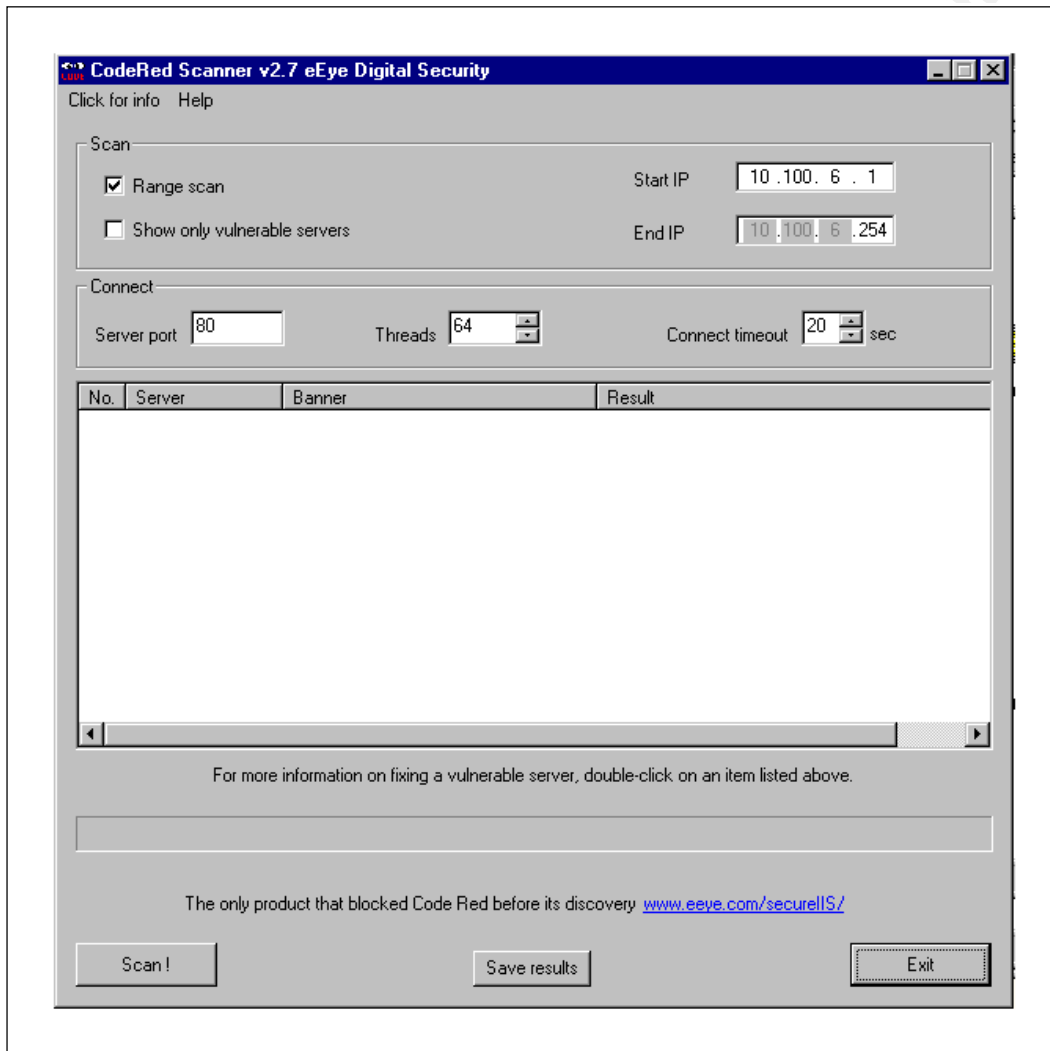 CodeRed Scanner v2.7 eEye Digital Security
Click for info Help
Scan
Range scan
Start IP 10 .100. 6 . 1
Show only vulnerable servers
End IP 10 .100. 6 .254
Connect
Server port 80 Threads 64 Connect timeout 20 sec
No. Server Banner Result
For more information on fixing a vulnerable server, double-click on an item listed above.
The only product that blocked Code Red before its discovery www.eeye.com/secureIIS/
Scan ! Save results Exit